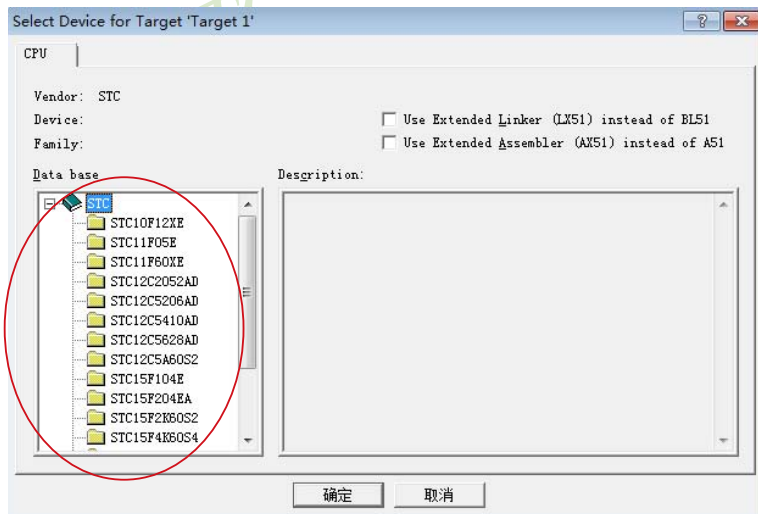 Select Device for Target 'Target 1'
CPU
Vendor: STC
Device:
Use Extended Linker (LX51) instead of BL51
Family:
Use Extended Assembler (AX51) instead of A51
Data base
Description:
STC
STC10F12XE
STC11F05E
STC11F60XE
STC12C2052AD
STC12C5206AD
STC12C5410AD
STC12C5628AD
STC12C5A60S2
STC15F104E
STC15F204EA
STC15F2K60S2
STC15F4K60S4
确定
取消